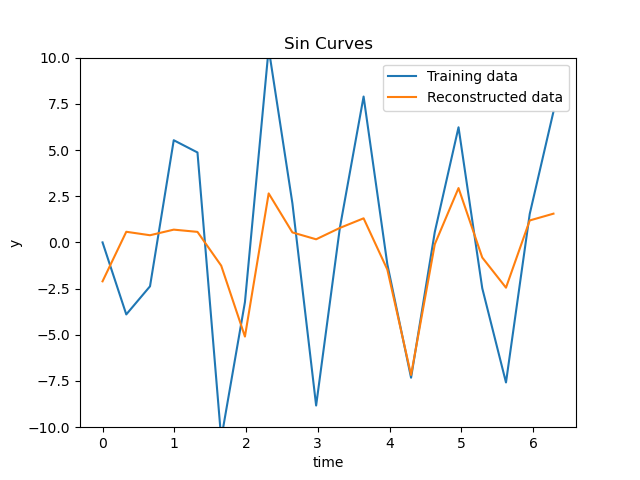 Sin Curves
Training data
Reconstructed data
10.0
7.5
5.0
2.5
0.0
−2.5
−5.0
−7.5
−10.0
y
0 1 2 3 4 5 6
time